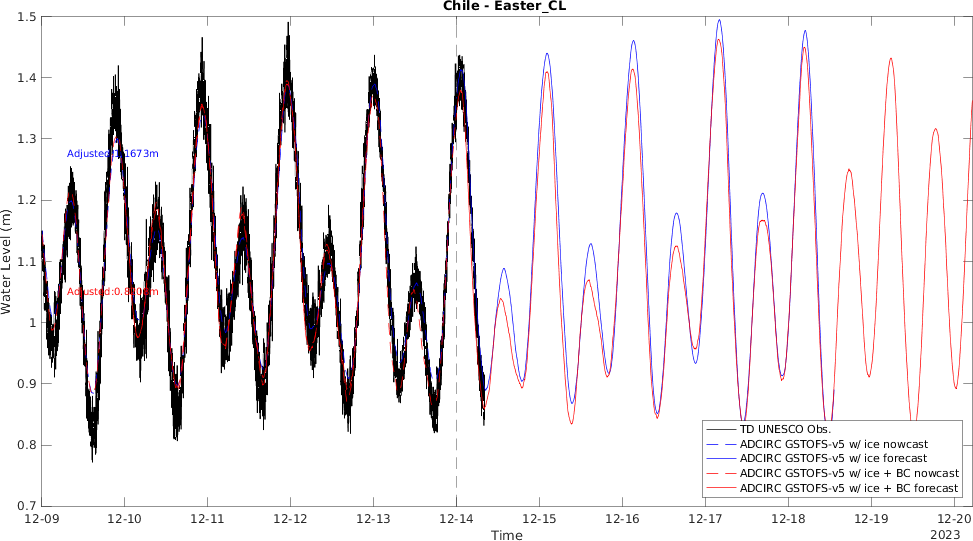 Chile - Easter_CL
1.5
1.4
1.3
1.2
1.1
1
0.9
0.8
0.7
Water Level (m)
Adjusted:
Adjusted:0.8
TD UNESCO Obs.
ADCIRC GSTOFS-v5 w/ ice nowcast
ADCIRC GSTOFS-v5 w/ ice forecast
ADCIRC GSTOFS-v5 w/ ice + BC nowcast
ADCIRC GSTOFS-v5 w/ ice + BC forecast
12-09 12-10 12-11 12-12 12-13 12-14 12-15 12-16 12-17 12-18 12-19 12-20
Time
2023